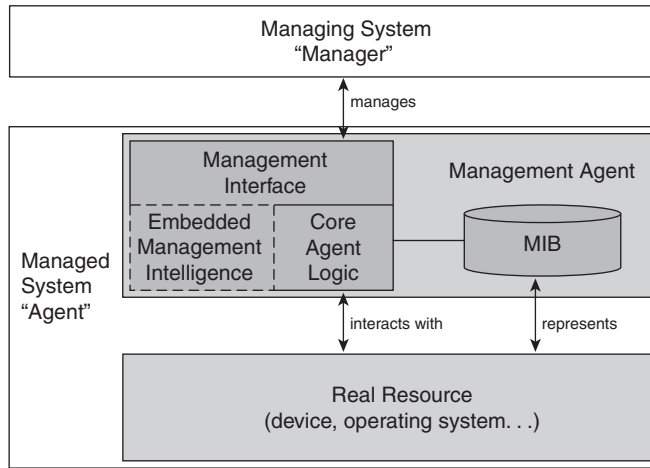 Managing System
“Manager”
manages
Management
Interface
Management Agent
Embedded
Management
Intelligence
Core
Agent
Logic
MIB
Managed
System
“Agent”
interacts with
represents
Real Resource
(device, operating system. . .)